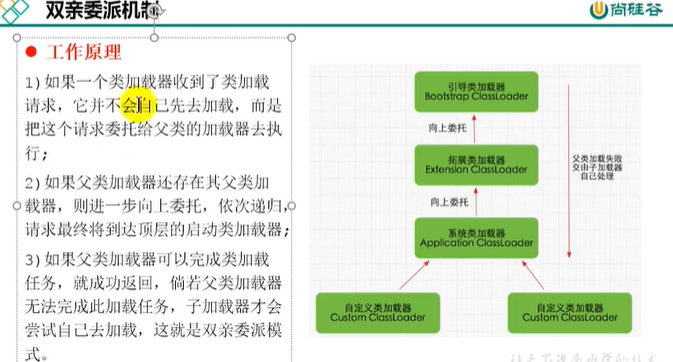 双亲委派机制
尚硅谷
● 工作原理
1)如果一个类加载器收到了类加载
请求，它并不会自己先去加载，而是
把这个请求委托给父类的加载器去执
行；
2)如果父类加载器还存在其父类加
载器，则进一步向上委托，依次递归，
请求最终将到达顶层的启动类加载器；
3)如果父类加载器可以完成类加载
任务，就成功返回，倘若父类加载器
无法完成此加载任务，子加载器才会
尝试自己去加载，这就是双亲委派模
式。
引导类加载器
Bootstrap ClassLoader
向上委托
拓展类加载器
Extension ClassLoader
向上委托
系统类加载器
Application ClassLoader
父类加载失败
交由子加载器
自己处理
自定义类加载器
Custom ClassLoader
自定义类加载器
Custom ClassLoader